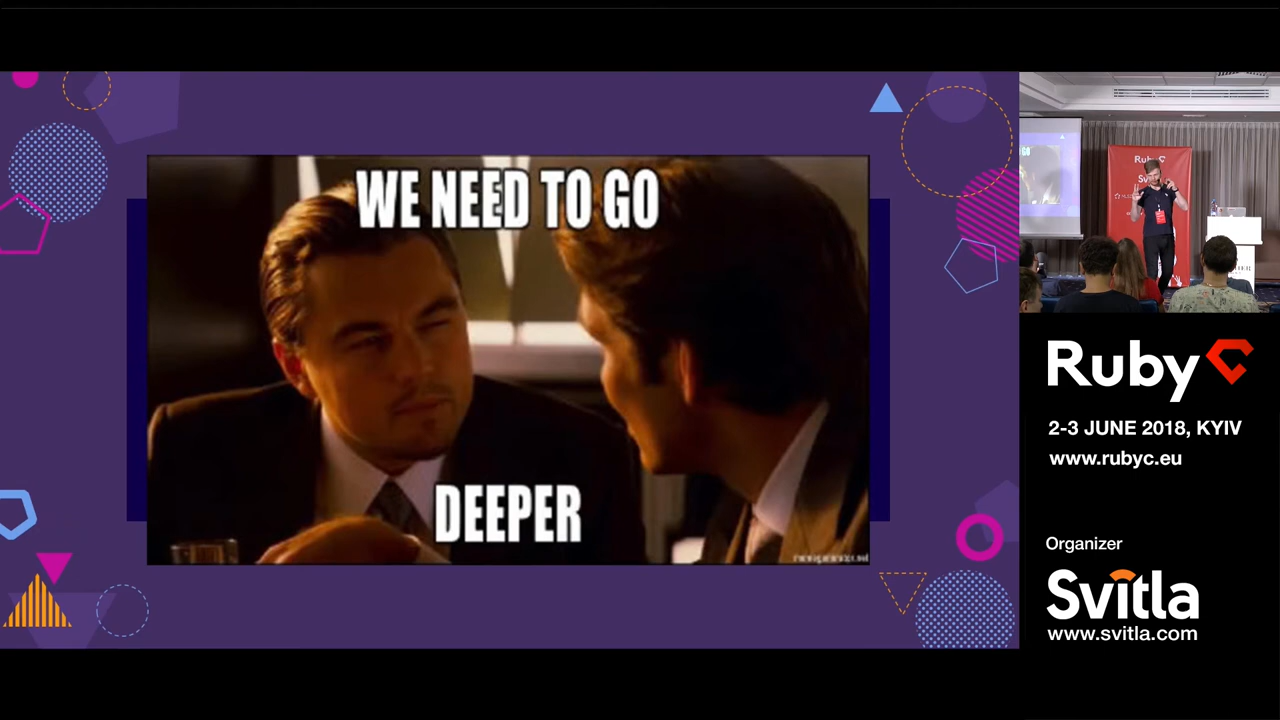 WE NEED TO GO
DEEPER
Ruby
2-3 JUNE 2018, KYIV
www.rubyc.eu
Organizer
Svitla
www.svitla.com